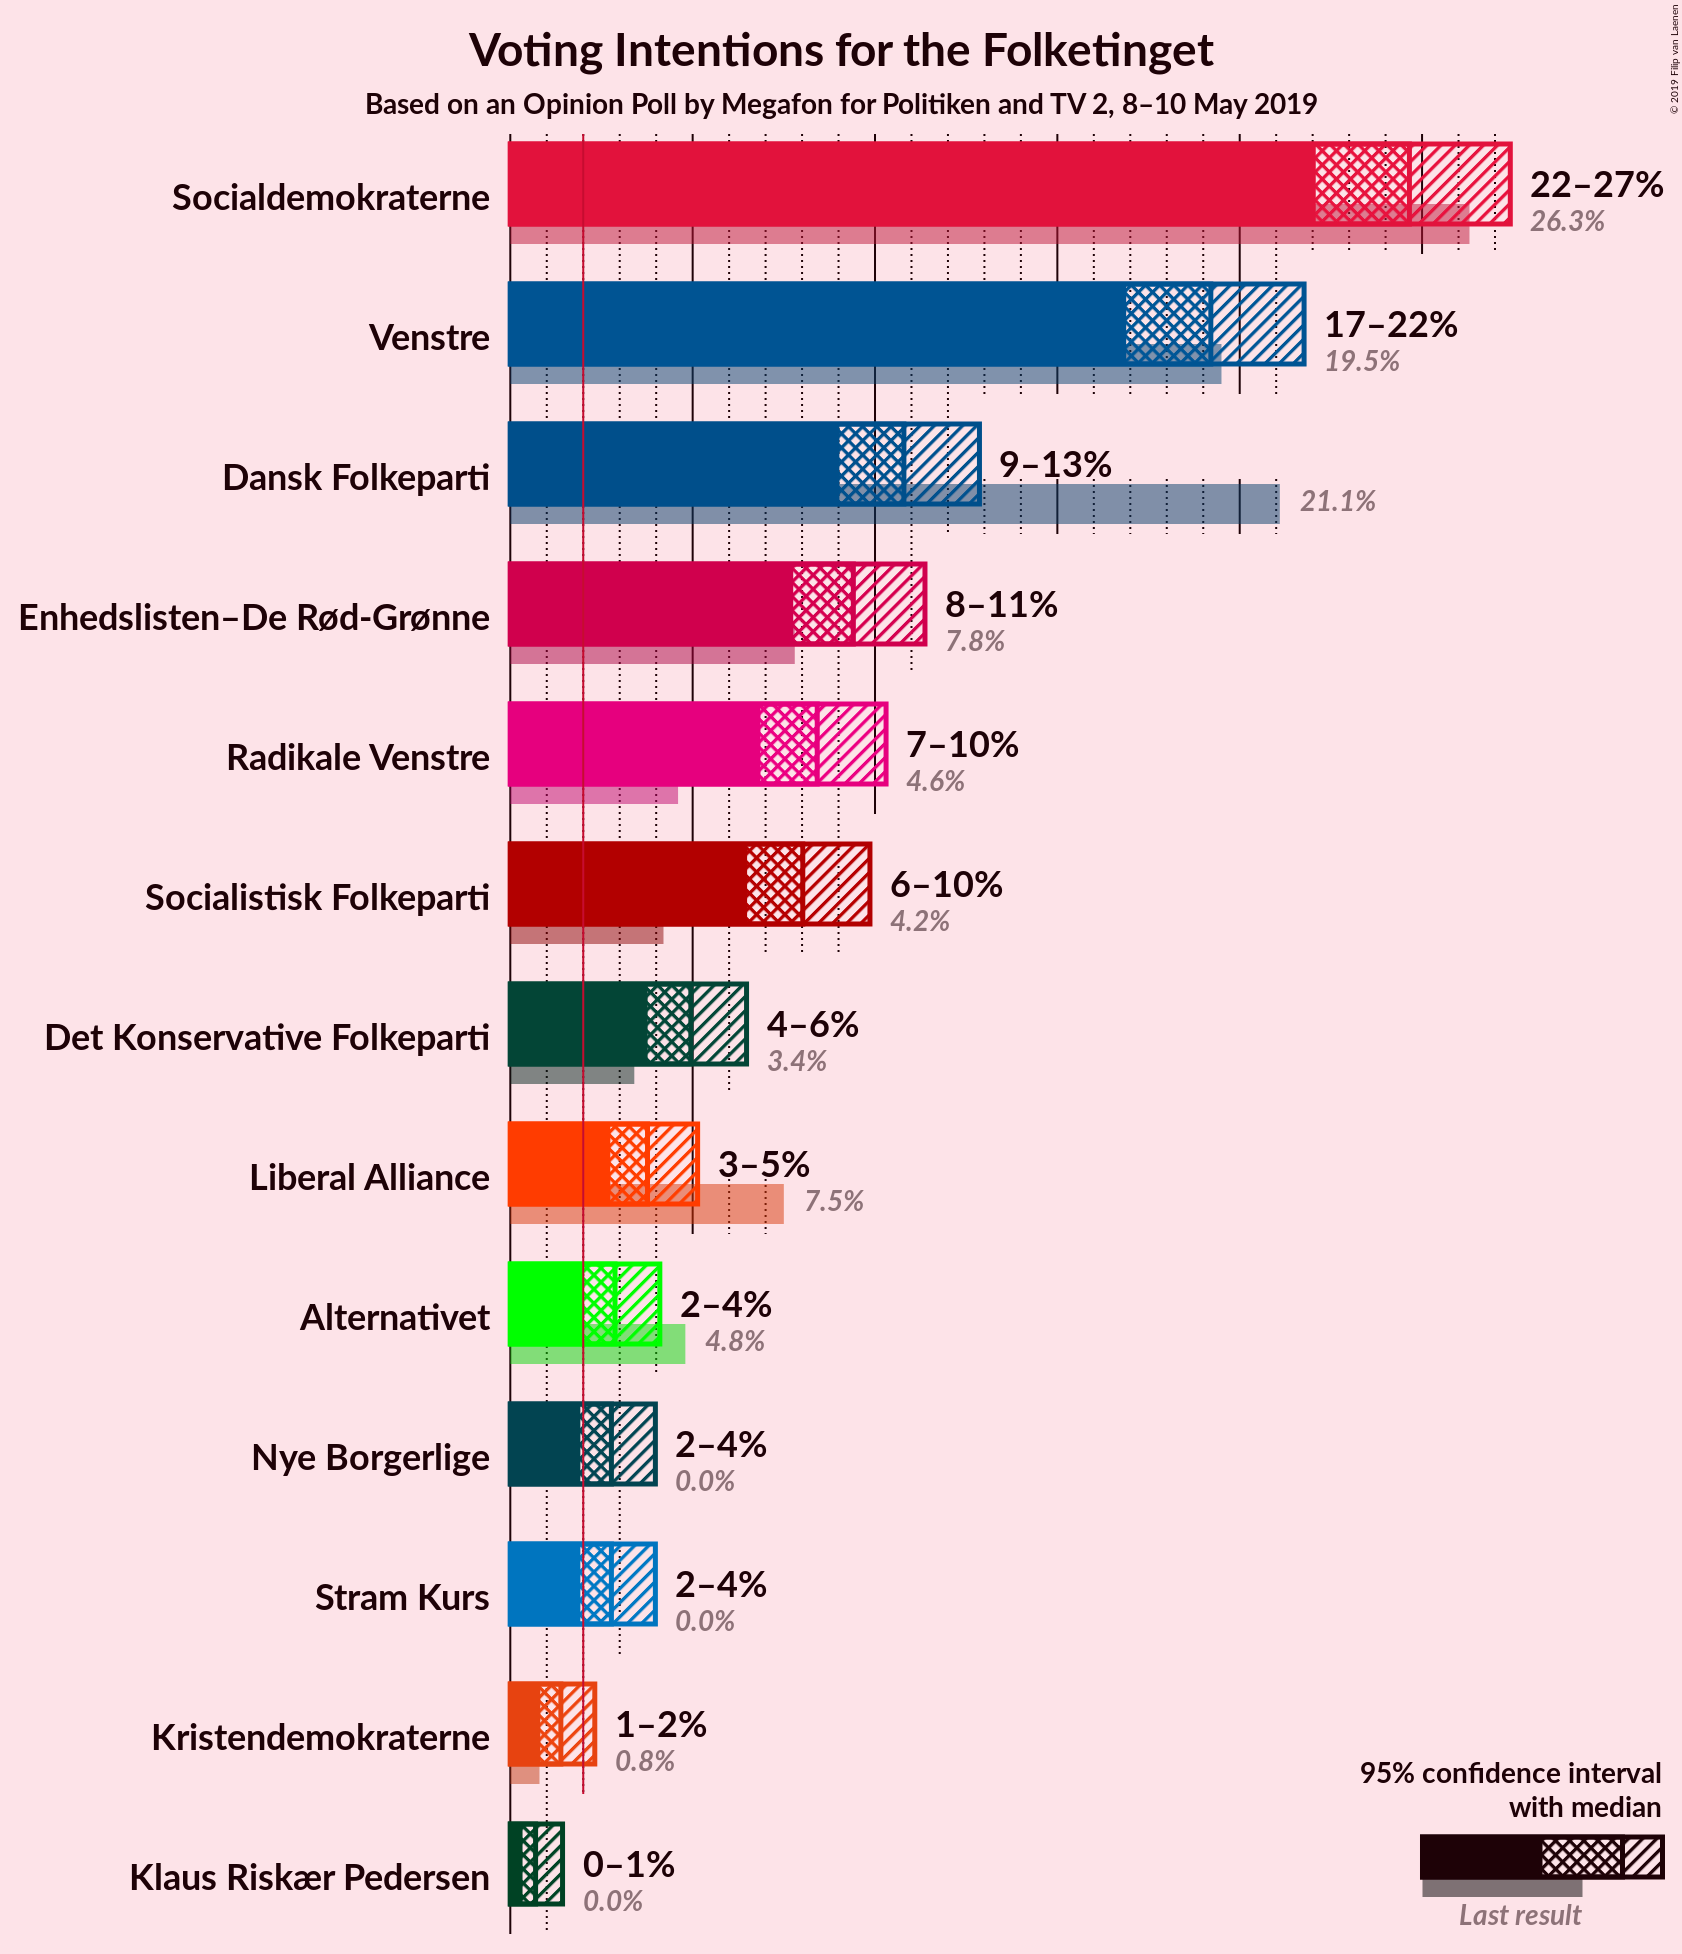 Voting Intentions for the Folketinget
Based on an Opinion Poll by Megafon for Politiken and TV 2, 8–10 May 2019
© 2019 Filip van Laenen
Socialdemokraterne
22–27%
26.3%
Venstre
17–22%
19.5%
Dansk Folkeparti
9–13%
21.1%
Enhedslisten–De Rød-Grønne
8–11%
7.8%
Radikale Venstre
7–10%
4.6%
Socialistisk Folkeparti
6–10%
4.2%
Det Konservative Folkeparti
4–6%
3.4%
Liberal Alliance
3–5%
7.5%
Alternativet
2–4%
4.8%
Nye Borgerlige
2–4%
0.0%
Stram Kurs
2–4%
0.0%
Kristendemokraterne
1–2%
0.8%
Klaus Riskær Pedersen
0–1%
0.0%
95% confidence interval
with median
Last result